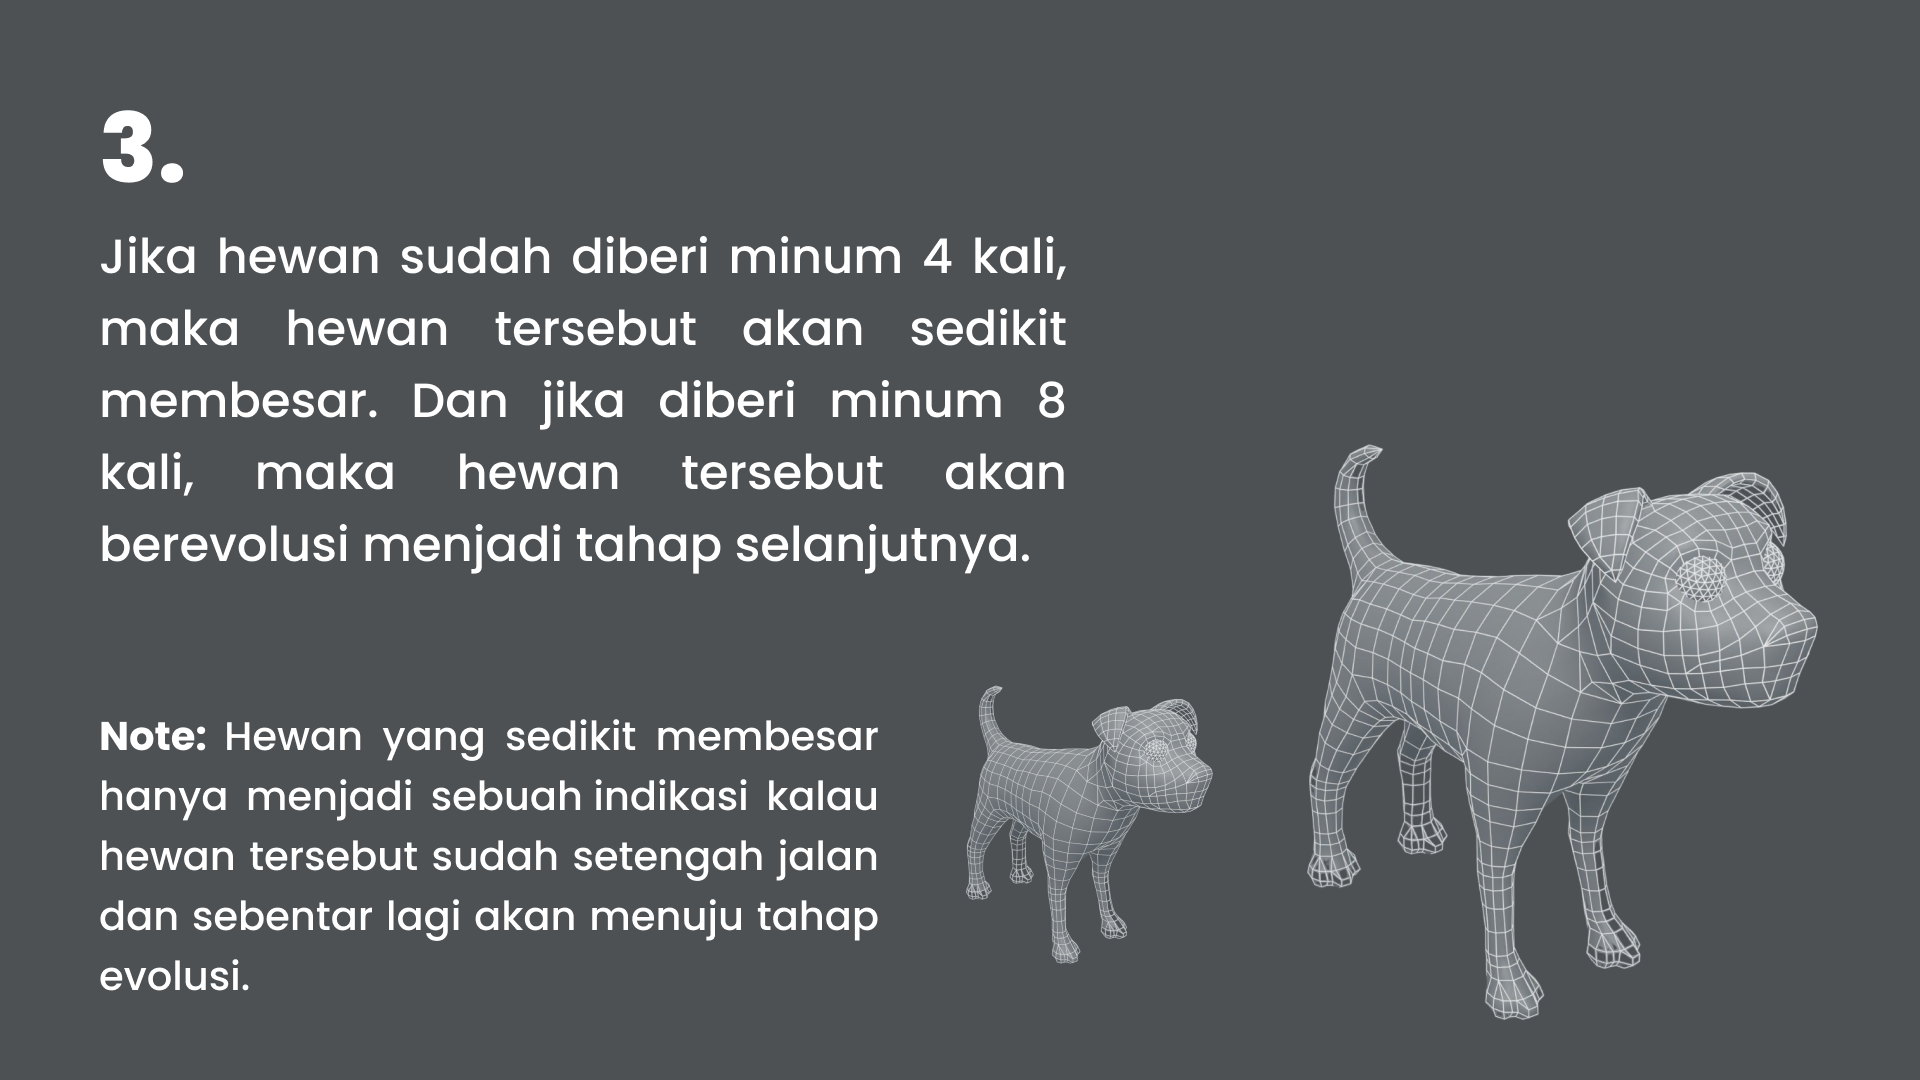 3.
Jika hewan sudah diberi minum 4 kali,
maka hewan tersebut akan sedikit
membesar. Dan jika diberi minum 8
kali, maka hewan tersebut akan
berevolusi menjadi tahap selanjutnya.
Note: Hewan yang sedikit membesar
hanya menjadi sebuah indikasi kalau
hewan tersebut sudah setengah jalan
dan sebentar lagi akan menuju tahap
evolusi.